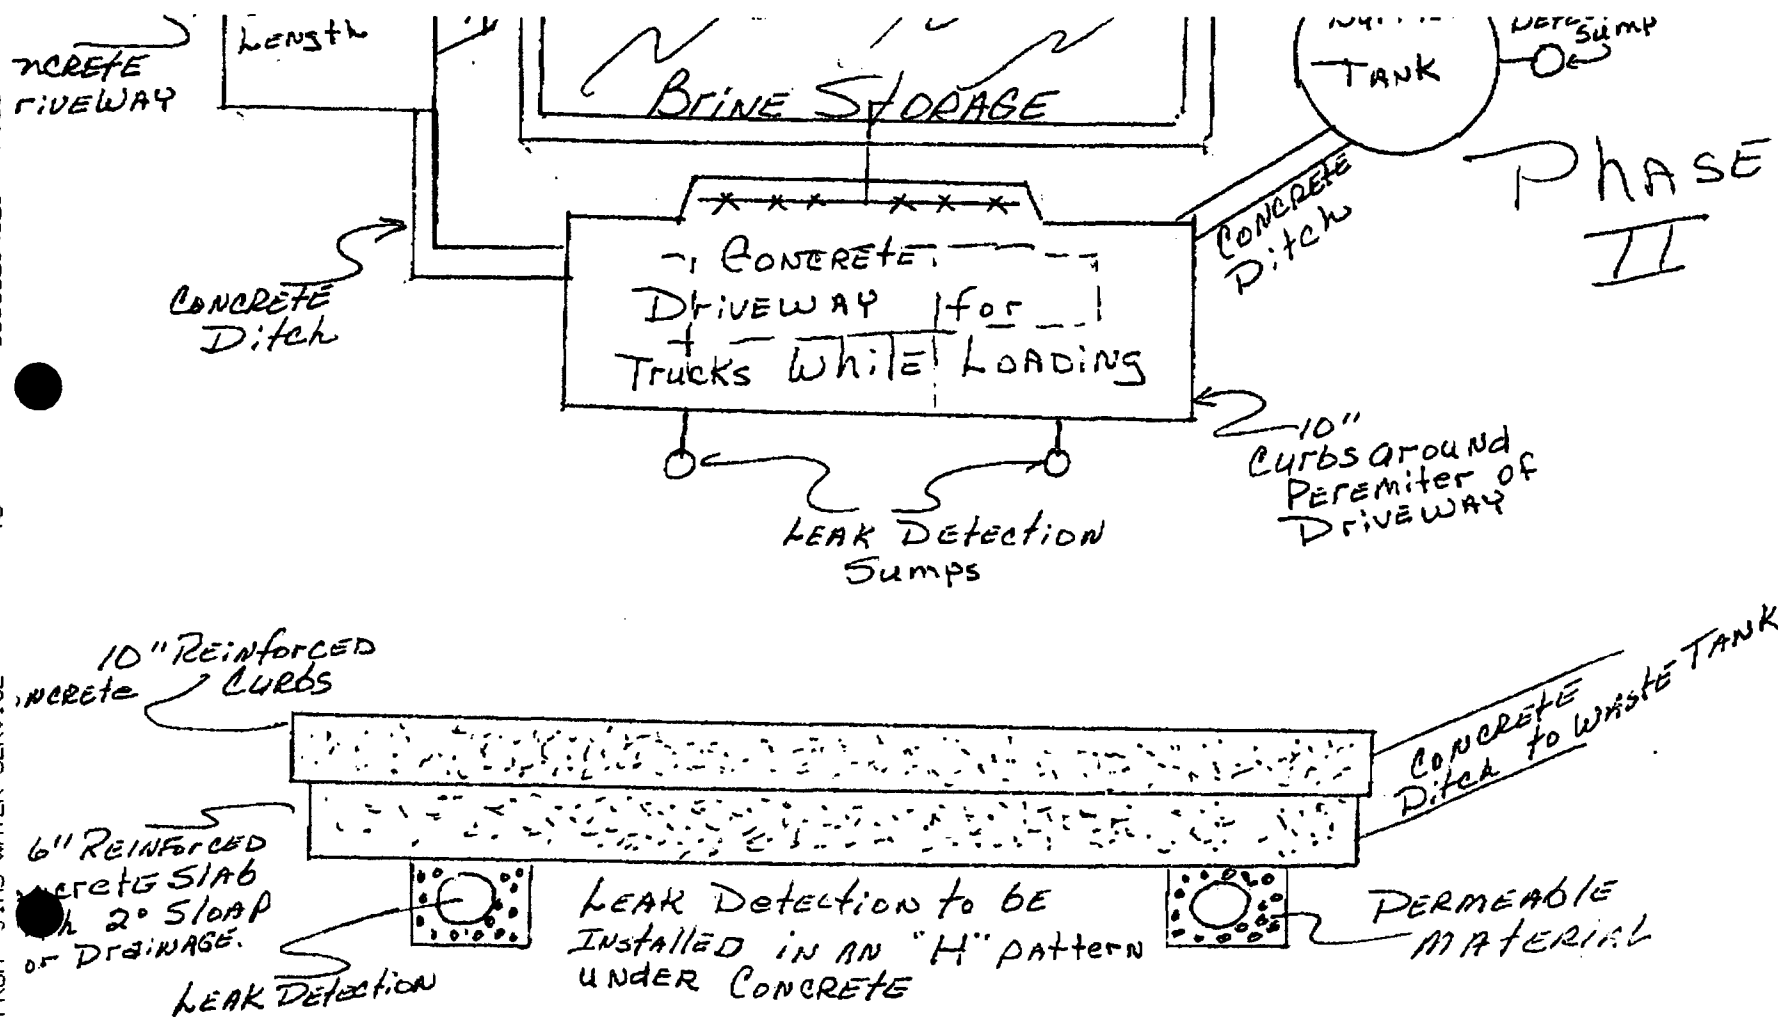 Length
ncrete
riveway
Brine Storage
Tank
Sump
Phase
II
Concrete
Ditch
Concrete
Ditch
Concrete
Driveway for
Trucks While Loading
10"
Curbs around
Peremiter of
Driveway
Leak Detection
Sumps
10" Reinforced
ncrete Curbs
Concrete
Ditch to Waste Tank
6" Reinforced
crete Slab
h 2° Sloap
or Drainage.
Leak Detection
Leak Detection to be
Installed in an "H" pattern
under Concrete
Permeable
Material